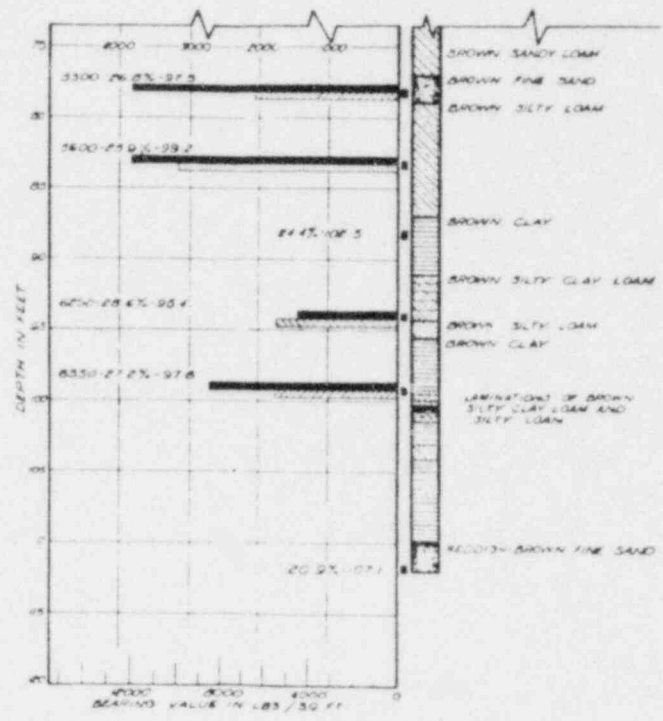 75
4000 3000 2000 1000
BROWN SANDY LOAM
5300-26.8%-97.5
BROWN FINE SAND
80
BROWN SILTY LOAM
5600-25.9%-99.2
85
BROWN CLAY
24.4%-102.5
90
BROWN SILTY CLAY LOAM
6250-28.6%-95.4
95
BROWN SILTY LOAM
BROWN CLAY
8350-27.2%-97.8
DEPTH IN FEET
100
LAMINATIONS OF BROWN
SILTY CLAY LOAM AND
SILTY LOAM
105
REDDISH-BROWN FINE SAND
20.9%-107.1
115
12000 8000 4000 0
BEARING VALUE IN LBS/SQ FT